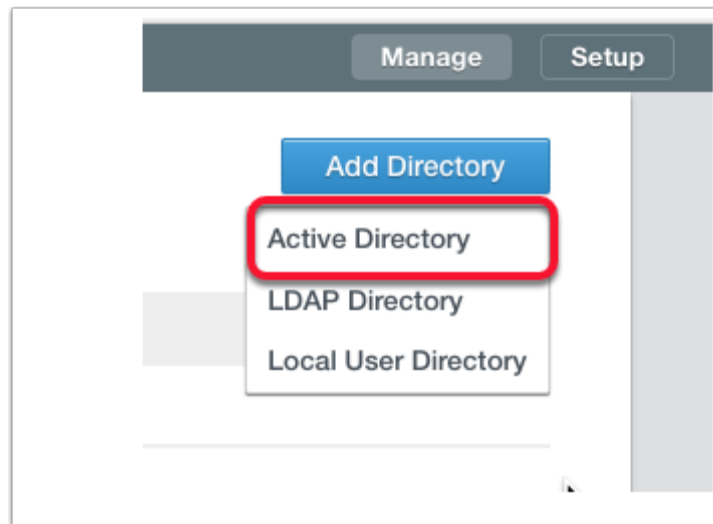 Manage Setup
Add Directory
Active Directory
LDAP Directory
Local User Directory